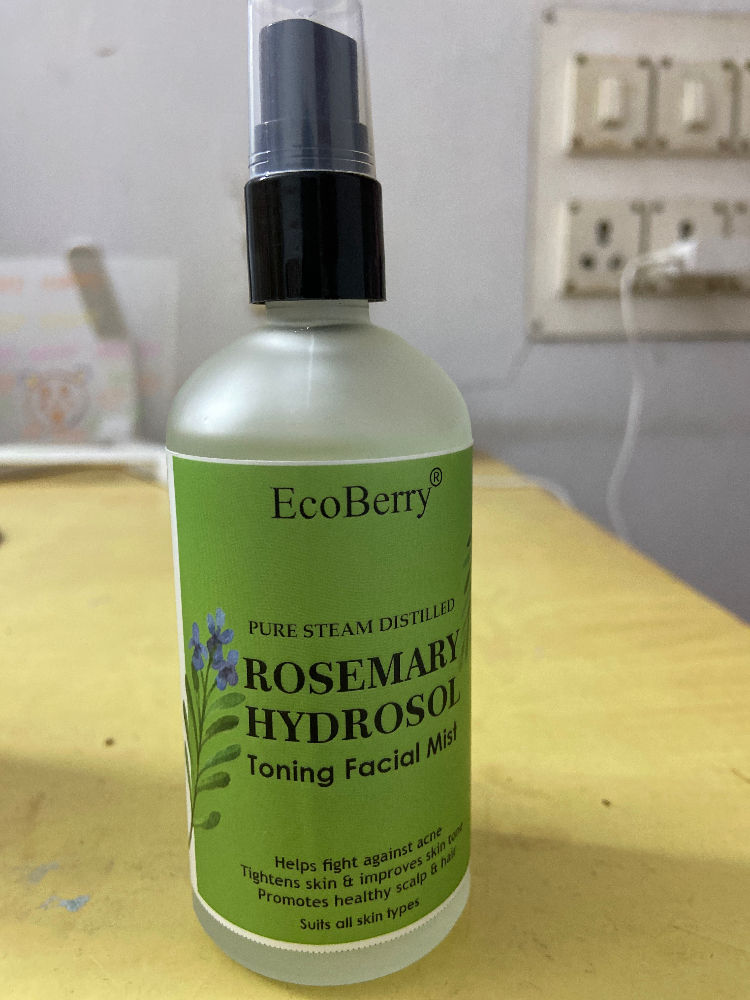 EcoBerry®
PURE STEAM DISTILLED
ROSEMARY
HYDROSOL
Toning Facial Mist
Helps fight against acne
Tightens skin & improves skin tone
Promotes healthy scalp & hair
Suits all skin types